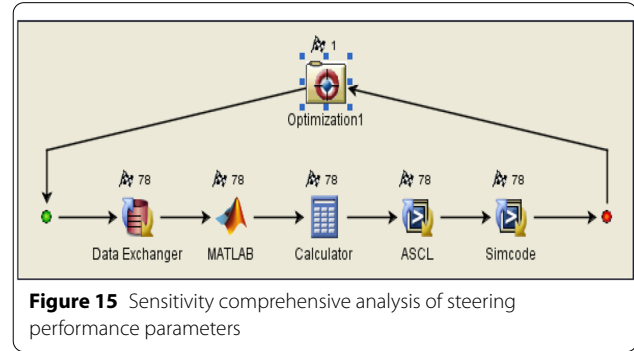 1
Optimization1
78 78 78 78 78
Data Exchanger MATLAB Calculator ASCL Simcode
Figure 15 Sensitivity comprehensive analysis of steering
performance parameters